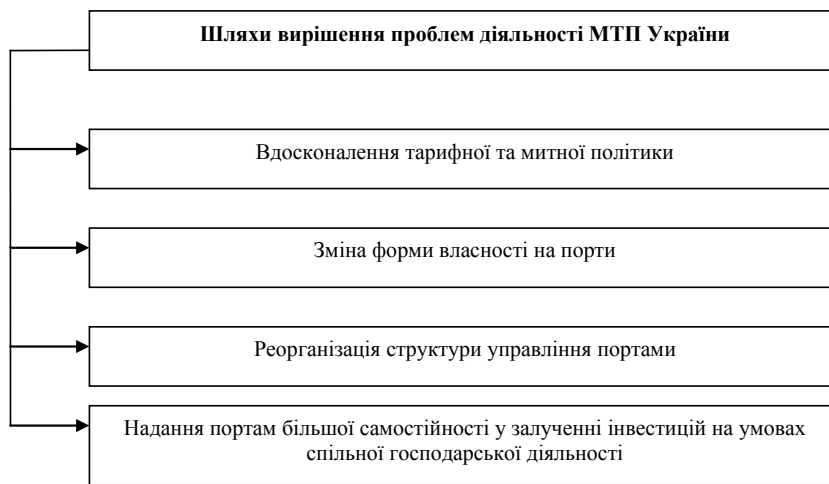 Шляхи вирішення проблем діяльності МТП України
Вдосконалення тарифної та митної політики
Зміна форми власності на порти
Реорганізація структури управління портами
Надання портам більшої самостійності у залученні інвестицій на умовах
спільної господарської діяльності